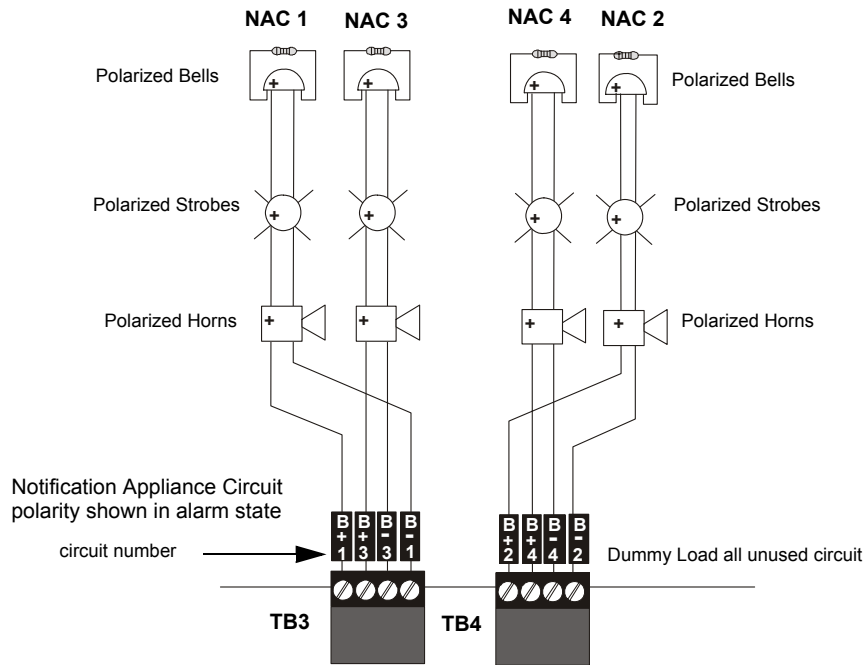 NAC 1 NAC 3 NAC 4 NAC 2
Polarized Bells
+ + + +
Polarized Bells
Polarized Strobes
+ + + +
Polarized Strobes
Polarized Horns
+ + + +
Polarized Horns
Notification Appliance Circuit
polarity shown in alarm state
circuit number
B+1 B+3 B-3 B-1
B+2 B+4 B-4 B-2
Dummy Load all unused circuit
TB3
TB4